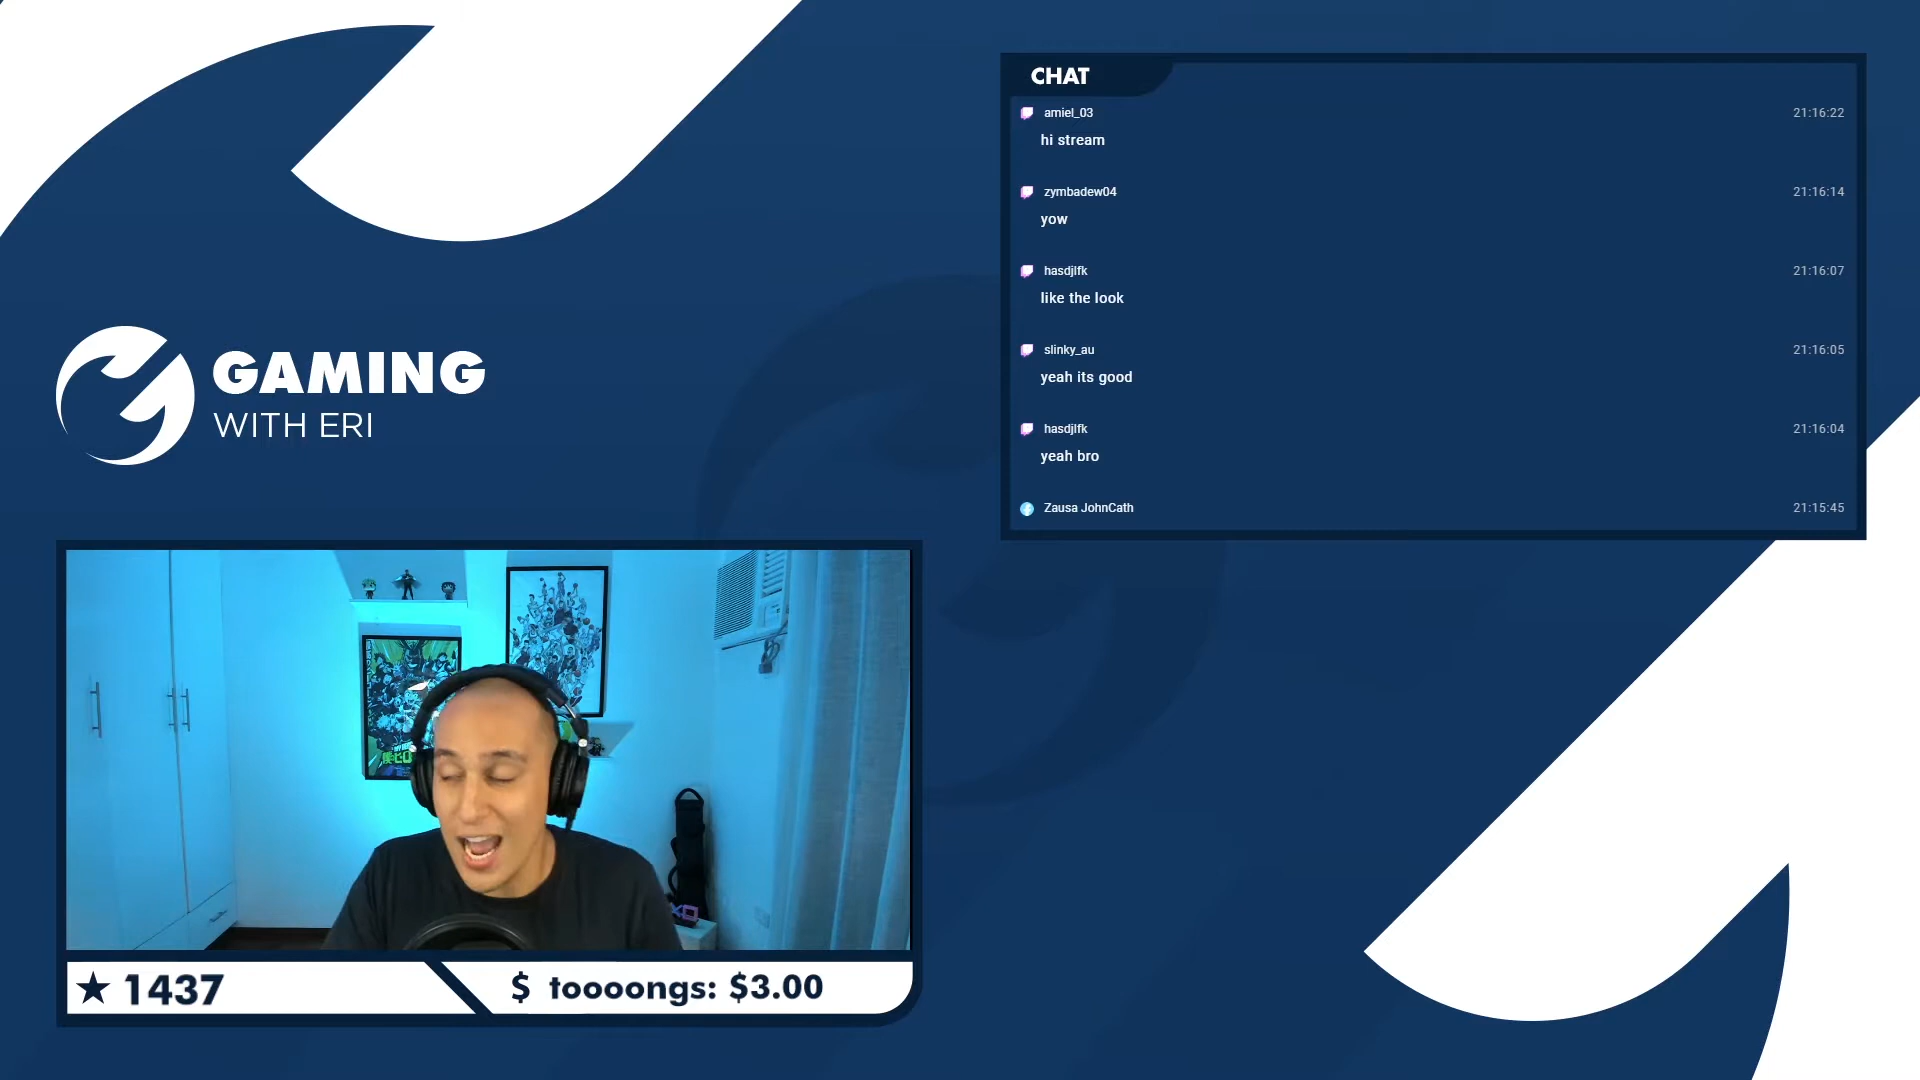 CHAT
amiel_03 21:16:22
hi stream
zymbadew04 21:16:14
yow
hasdjlfk 21:16:07
like the look
slinky_au 21:16:05
yeah its good
hasdjlfk 21:16:04
yeah bro
Zausa JohnCath 21:15:45
GAMING
WITH ERI
1437
$ toooongs: $3.00